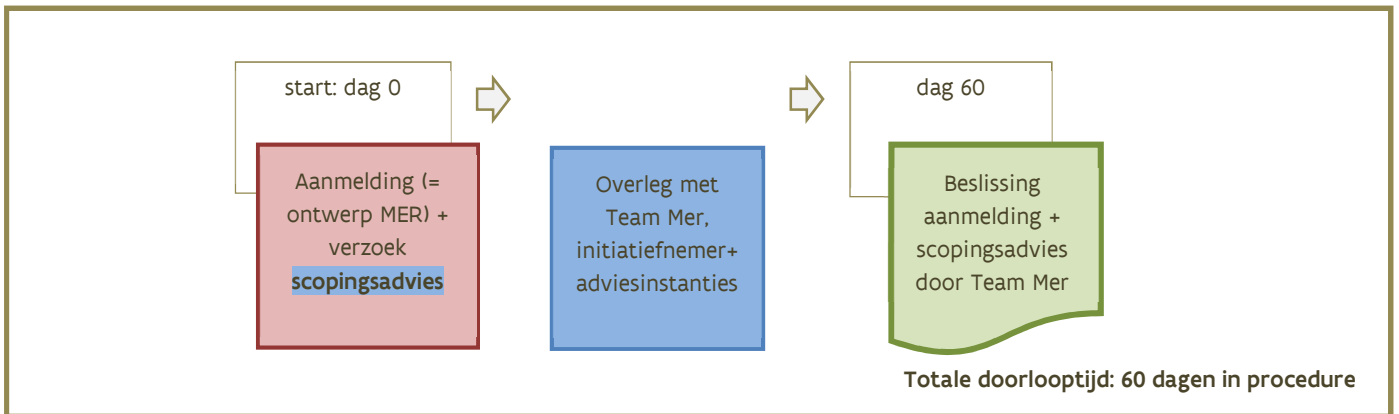 start: dag 0
Aanmelding (=
ontwerp MER) +
verzoek
scopingsadvies
Overleg met
Team Mer,
initiatiefnemer+
adviesinstanties
dag 60
Beslissing
aanmelding +
scopingsadvies
door Team Mer
Totale doorlooptijd: 60 dagen in procedure